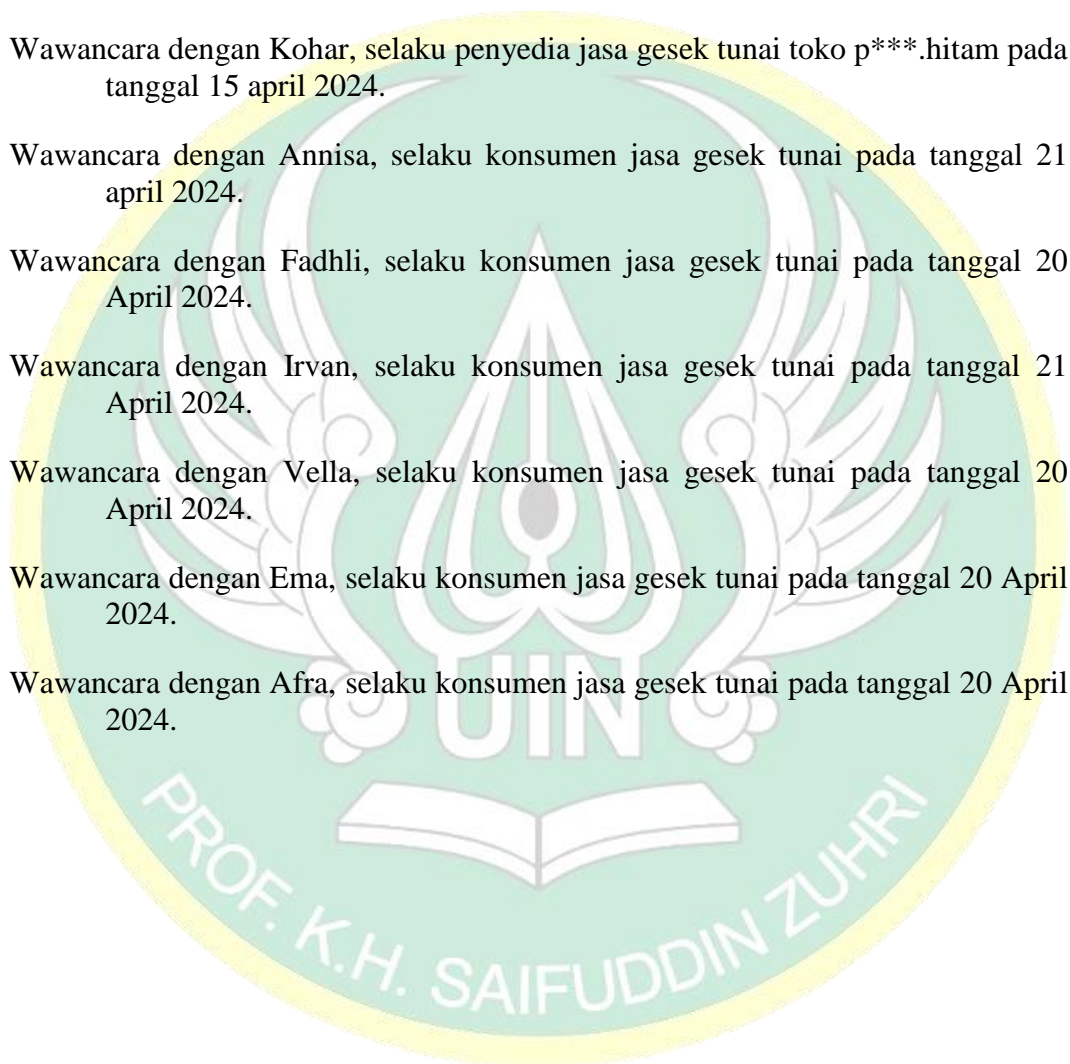 Wawancara dengan Kohar, selaku penyedia jasa gesek tunai toko p***.hitam pada
tanggal 15 april 2024.
Wawancara dengan Annisa, selaku konsumen jasa gesek tunai pada tanggal 21
april 2024.
Wawancara dengan Fadhli, selaku konsumen jasa gesek tunai pada tanggal 20
April 2024.
Wawancara dengan Irvan, selaku konsumen jasa gesek tunai pada tanggal 21
April 2024.
Wawancara dengan Vella, selaku konsumen jasa gesek tunai pada tanggal 20
April 2024.
Wawancara dengan Ema, selaku konsumen jasa gesek tunai pada tanggal 20 April
2024.
Wawancara dengan Afra, selaku konsumen jasa gesek tunai pada tanggal 20 April
2024.
UIN
PROF. K.H. SAIFUDDIN ZUHRI